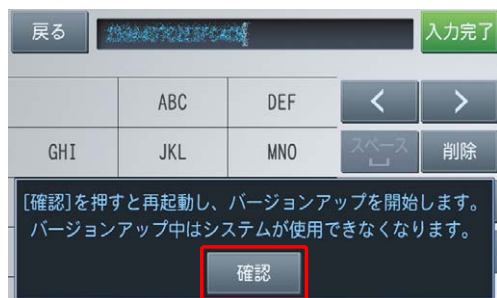 戻る
入力完了
ABC
DEF
<
>
GHI
JKL
MNO
スペース
削除
[確認]を押すと再起動し、バージョンアップを開始します。
バージョンアップ中はシステムが使用できなくなります。
確認